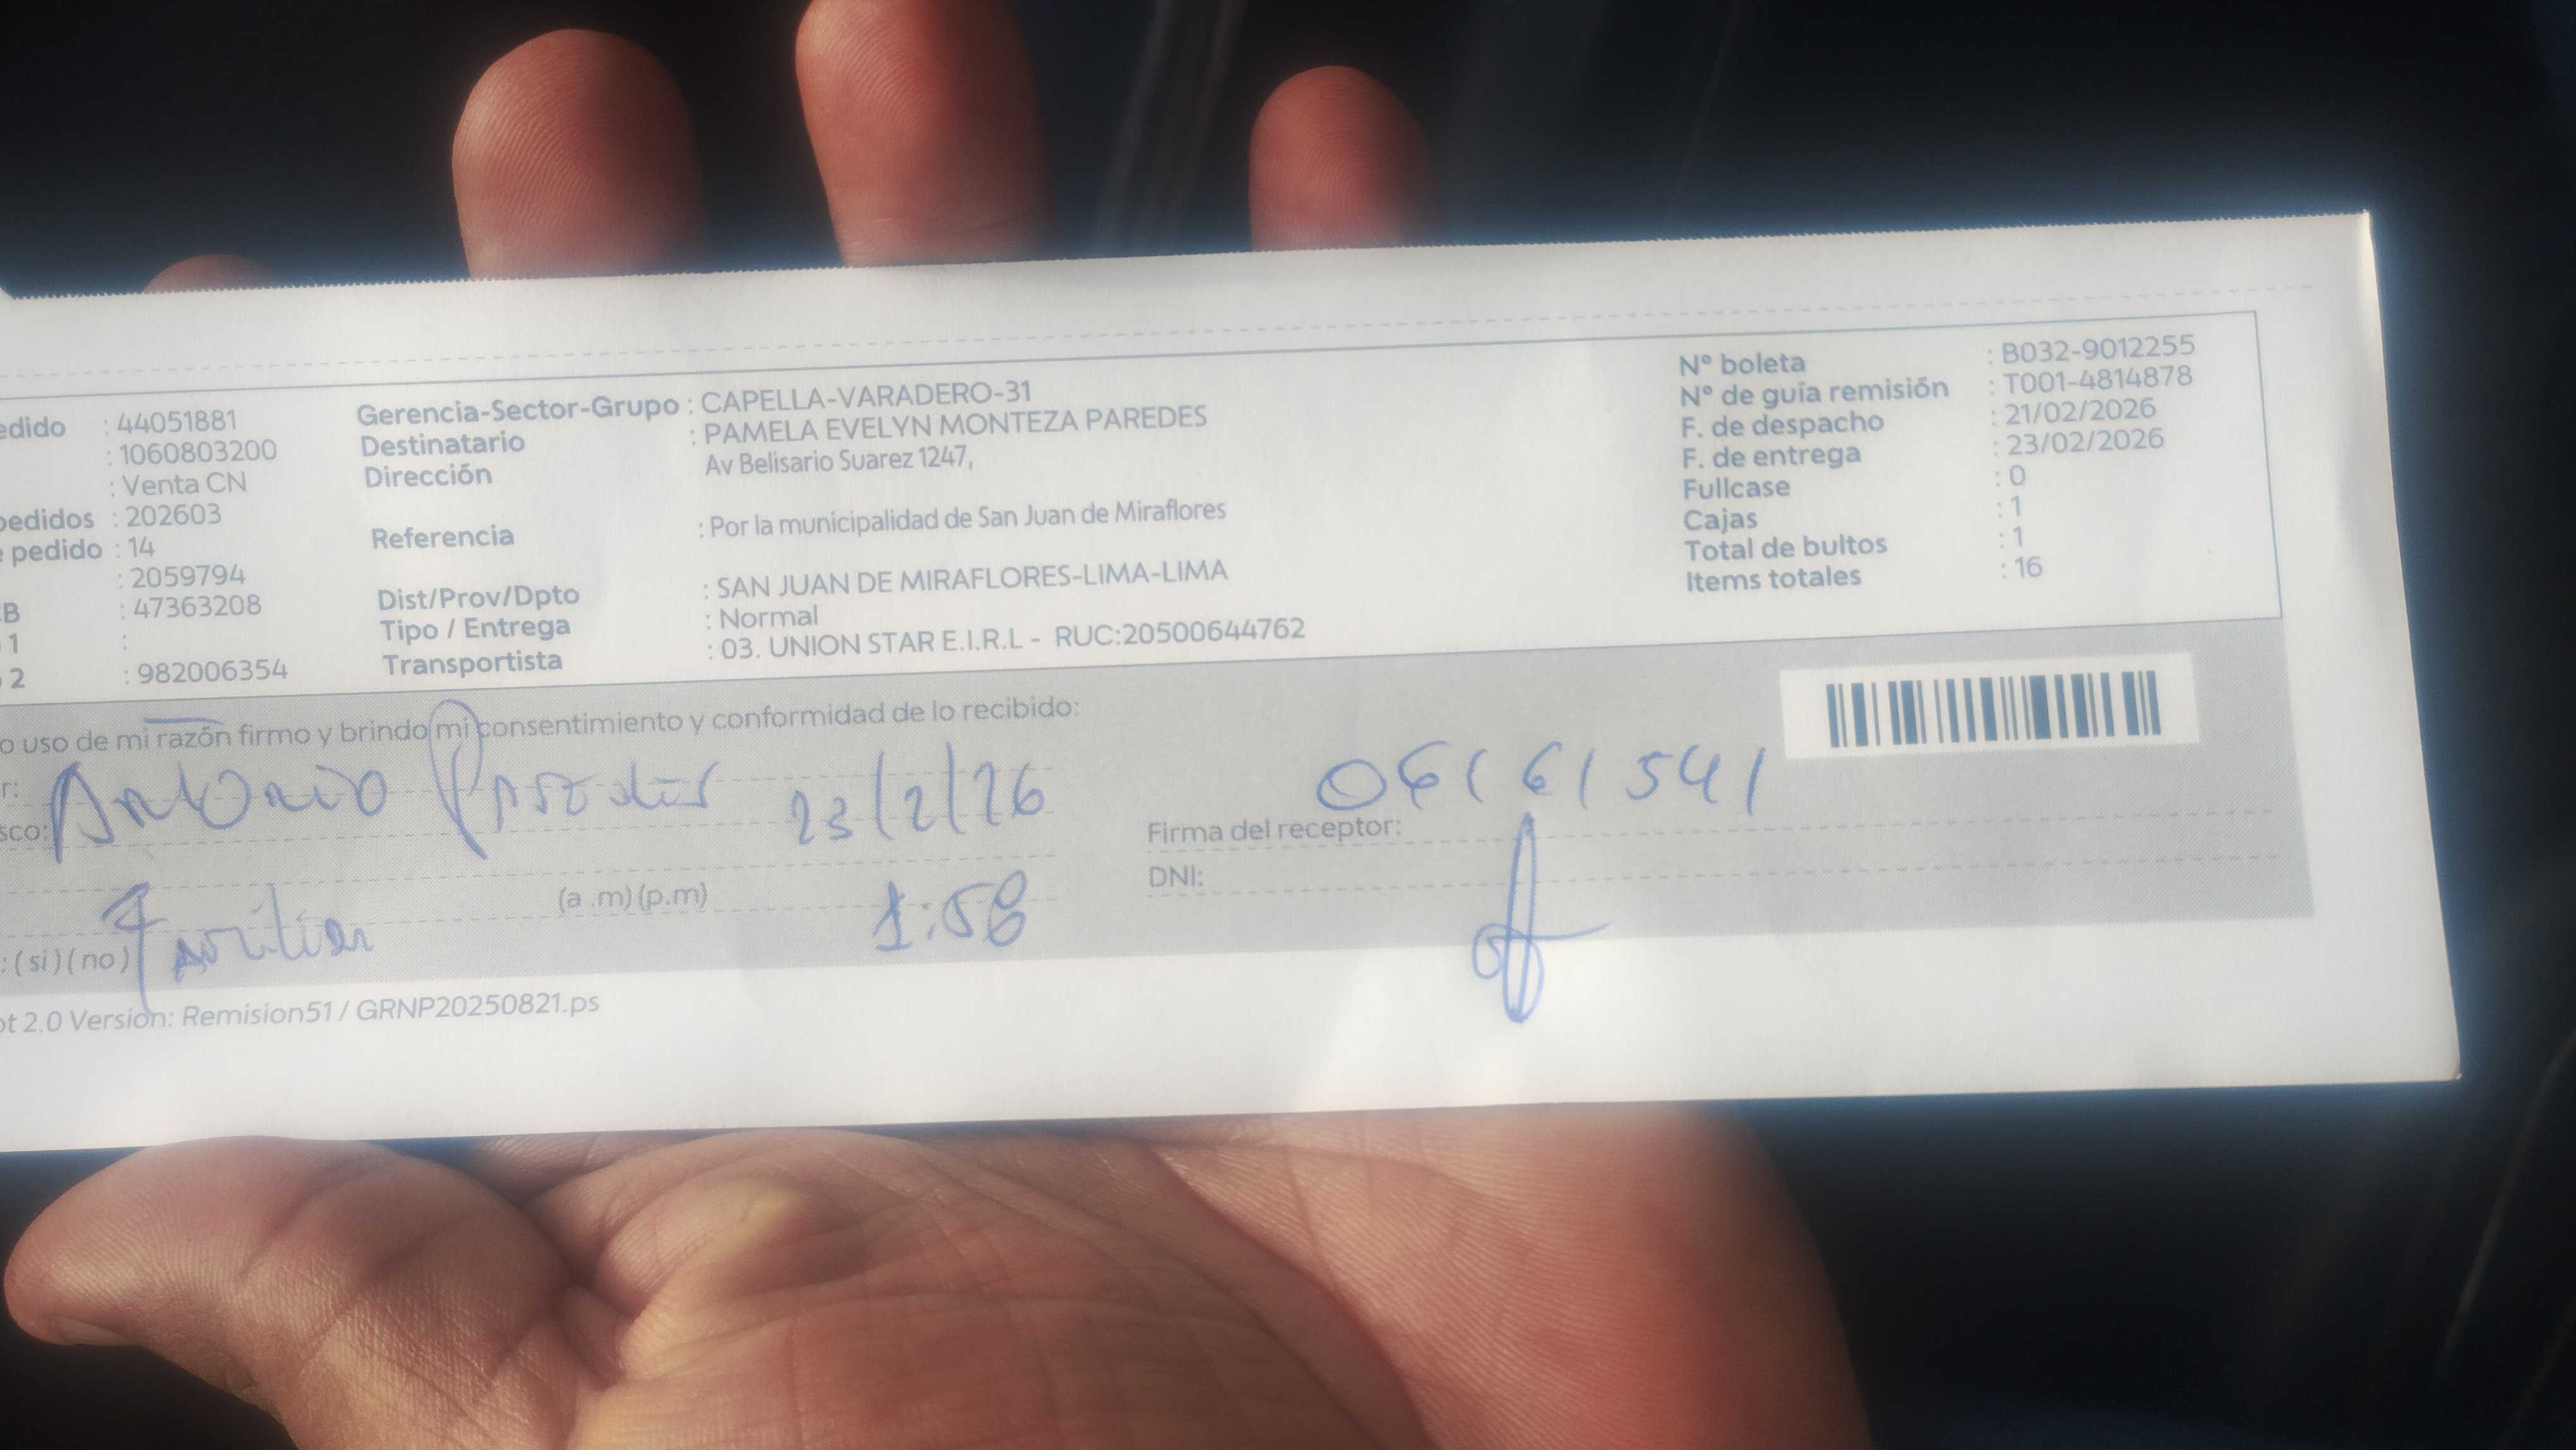 edido : 44051881
: 1060803200
: Venta CN
pedidos : 202603
e pedido : 14
: 2059794
B : 47363208
1 :
2 : 982006354
Gerencia-Sector-Grupo : CAPELLA-VARADERO-31
Destinatario : PAMELA EVELYN MONTEZA PAREDES
Dirección Av Belisario Suarez 1247,
Referencia : Por la municipalidad de San Juan de Miraflores
Dist/Prov/Dpto : SAN JUAN DE MIRAFLORES-LIMA-LIMA
Tipo / Entrega : Normal
Transportista : 03. UNION STAR E.I.R.L - RUC:20500644762
Nº boleta : B032-9012255
Nº de guía remisión : T001-4814878
F. de despacho : 21/02/2026
F. de entrega : 23/02/2026
Fullcase : 0
Cajas : 1
Total de bultos : 1
Items totales : 16
o uso de mi razón firmo y brindo mi consentimiento y conformidad de lo recibido:
r: Antonio 23/2/26
sco:
06161541
Firma del receptor:
DNI:
(a .m) (p.m) 1:58
: (si) (no)
ot 2.0 Version: Remision51 / GRNP20250821.ps